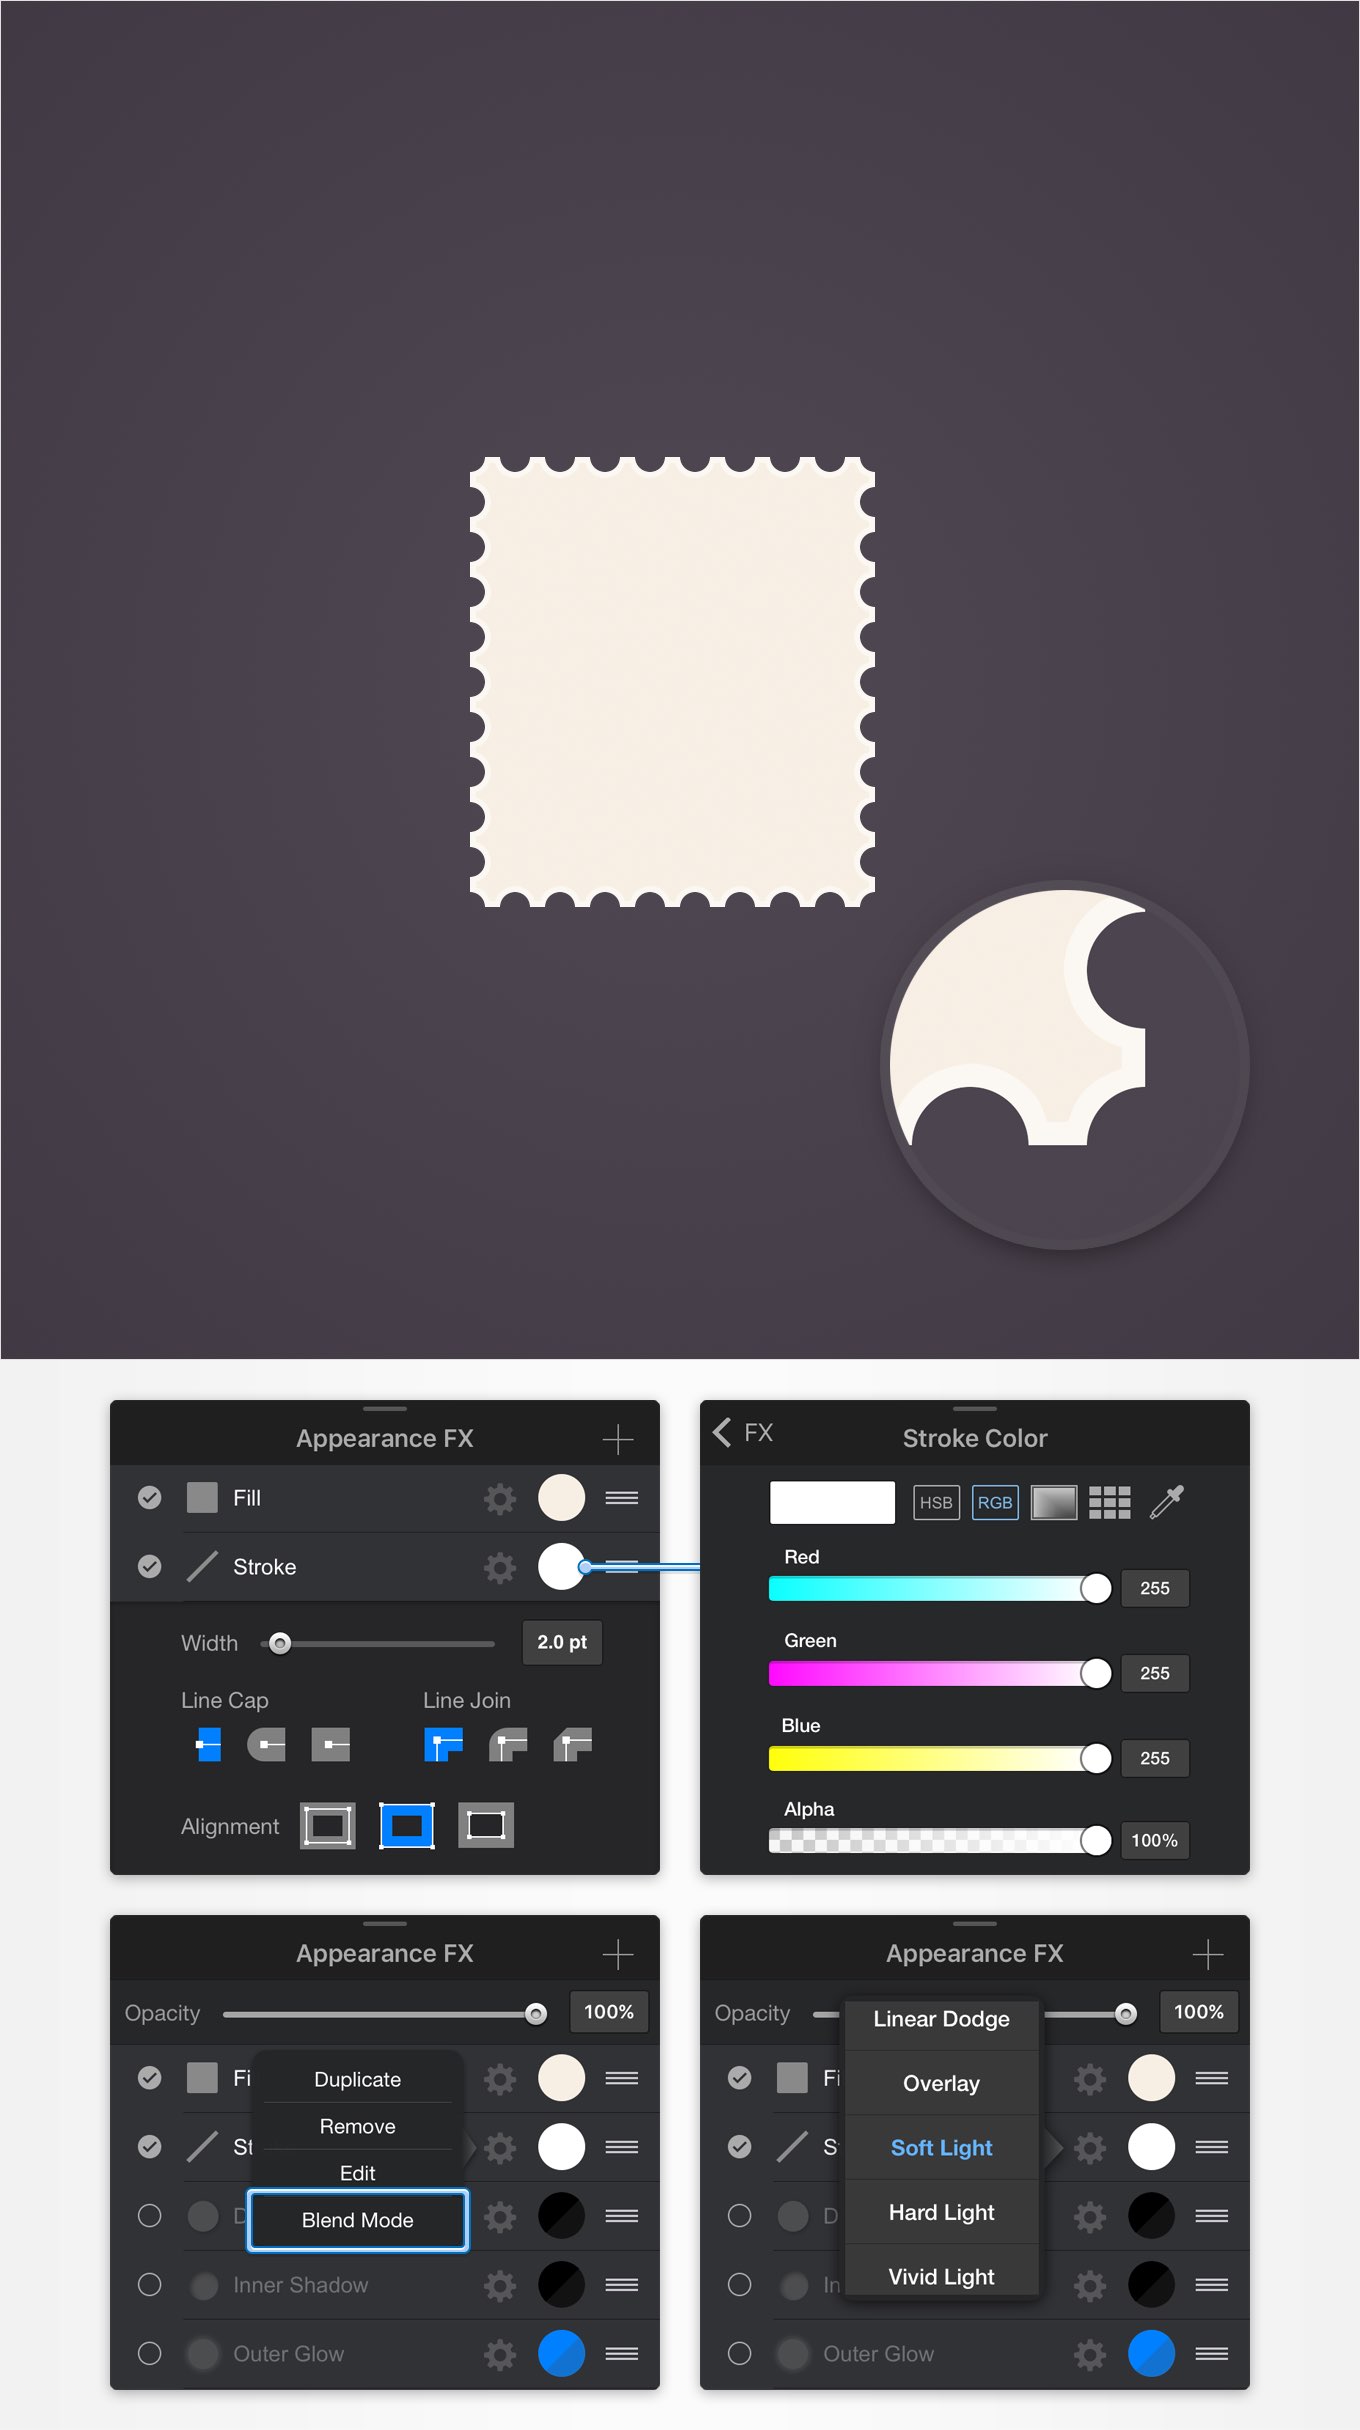 Appearance FX
Fill
Stroke
Width
2.0 pt
Line Cap
Line Join
Alignment
FX
Stroke Color
HSB
RGB
Red
255
Green
255
Blue
255
Alpha
100%
Appearance FX
Opacity
100%
Fi
Duplicate
Remove
St
Edit
D
Blend Mode
Inner Shadow
Outer Glow
Appearance FX
Opacity
100%
Linear Dodge
Fi
Overlay
S
Soft Light
D
Hard Light
In
Vivid Light
Outer Glow